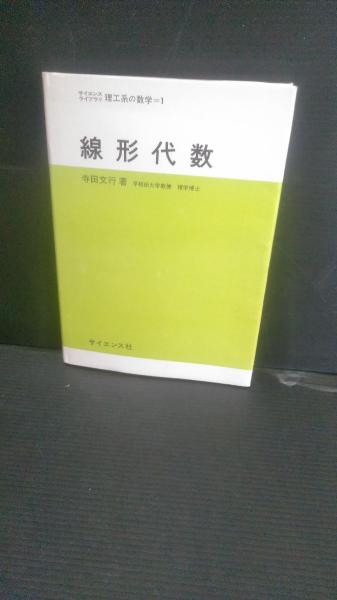 サイエンス
ライブラリ 理工系の数学=1
線形代数
寺田文行 著 早稲田大学教授 理学博士
サイエンス社